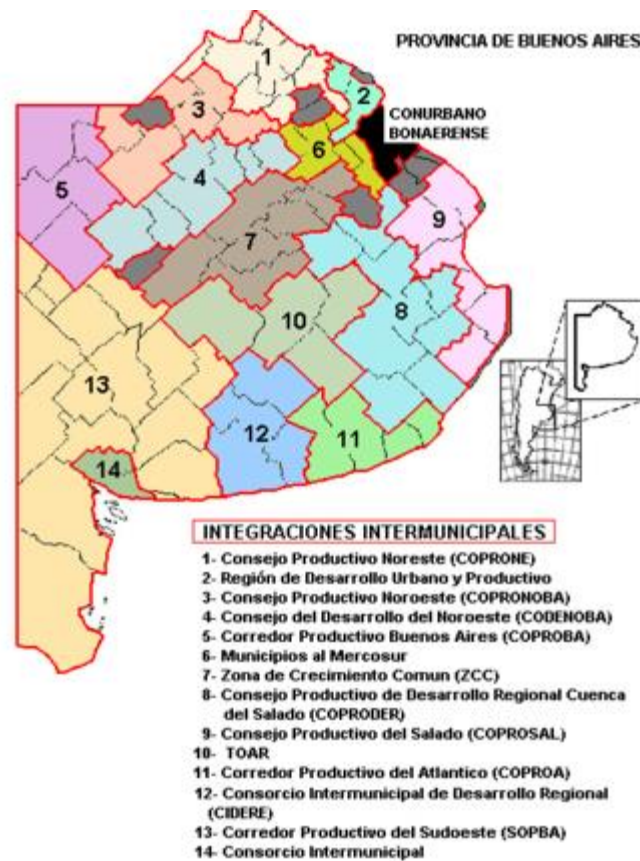 PROVINCIA DE BUENOS AIRES
1
2
CONURBANO
BONAERENSE
3
6
4
5
9
7
8
10
13
12
11
14
INTEGRACIONES INTERMUNICIPALES
1- Consejo Productivo Noreste (COPRONE)
2- Región de Desarrollo Urbano y Productivo
3- Consejo Productivo Noroeste (COPRONOBA)
4- Consejo del Desarrollo del Noroeste (CODENOBA)
5- Corredor Productivo Buenos Aires (COPROBA)
6- Municipios al Mercosur
7- Zona de Crecimiento Comun (ZCC)
8- Consejo Productivo de Desarrollo Regional Cuenca
del Salado (COPRODER)
9- Consejo Productivo del Salado (COPROSAL)
10- TOAR
11- Corredor Productivo del Atlantico (COPROA)
12- Consorcio Intermunicipal de Desarrollo Regional
(CIDERE)
13- Corredor Productivo del Sudoeste (SOPBA)
14- Consorcio Intermunicipal